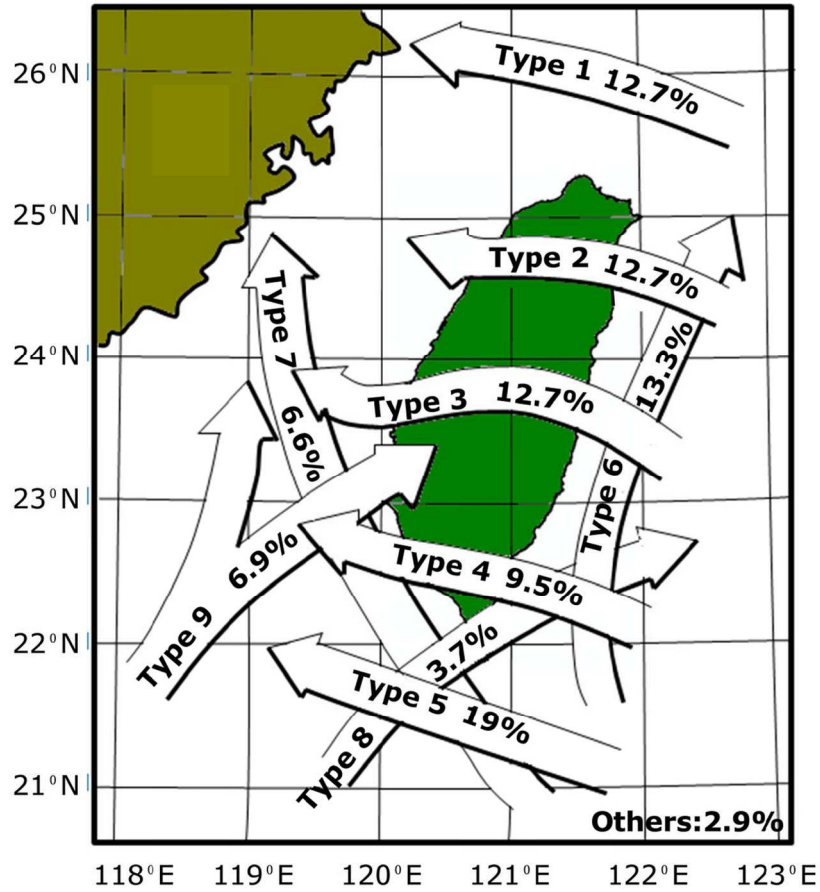 26°N
25°N
24°N
23°N
22°N
21°N
Type 1 12.7%
Type 2 12.7%
Type 3 12.7%
Type 4 9.5%
Type 5 19%
Type 6 13.3%
Type 7 6.6%
Type 8 3.7%
Type 9 6.9%
Others:2.9%
118°E 119°E 120°E 121°E 122°E 123°E